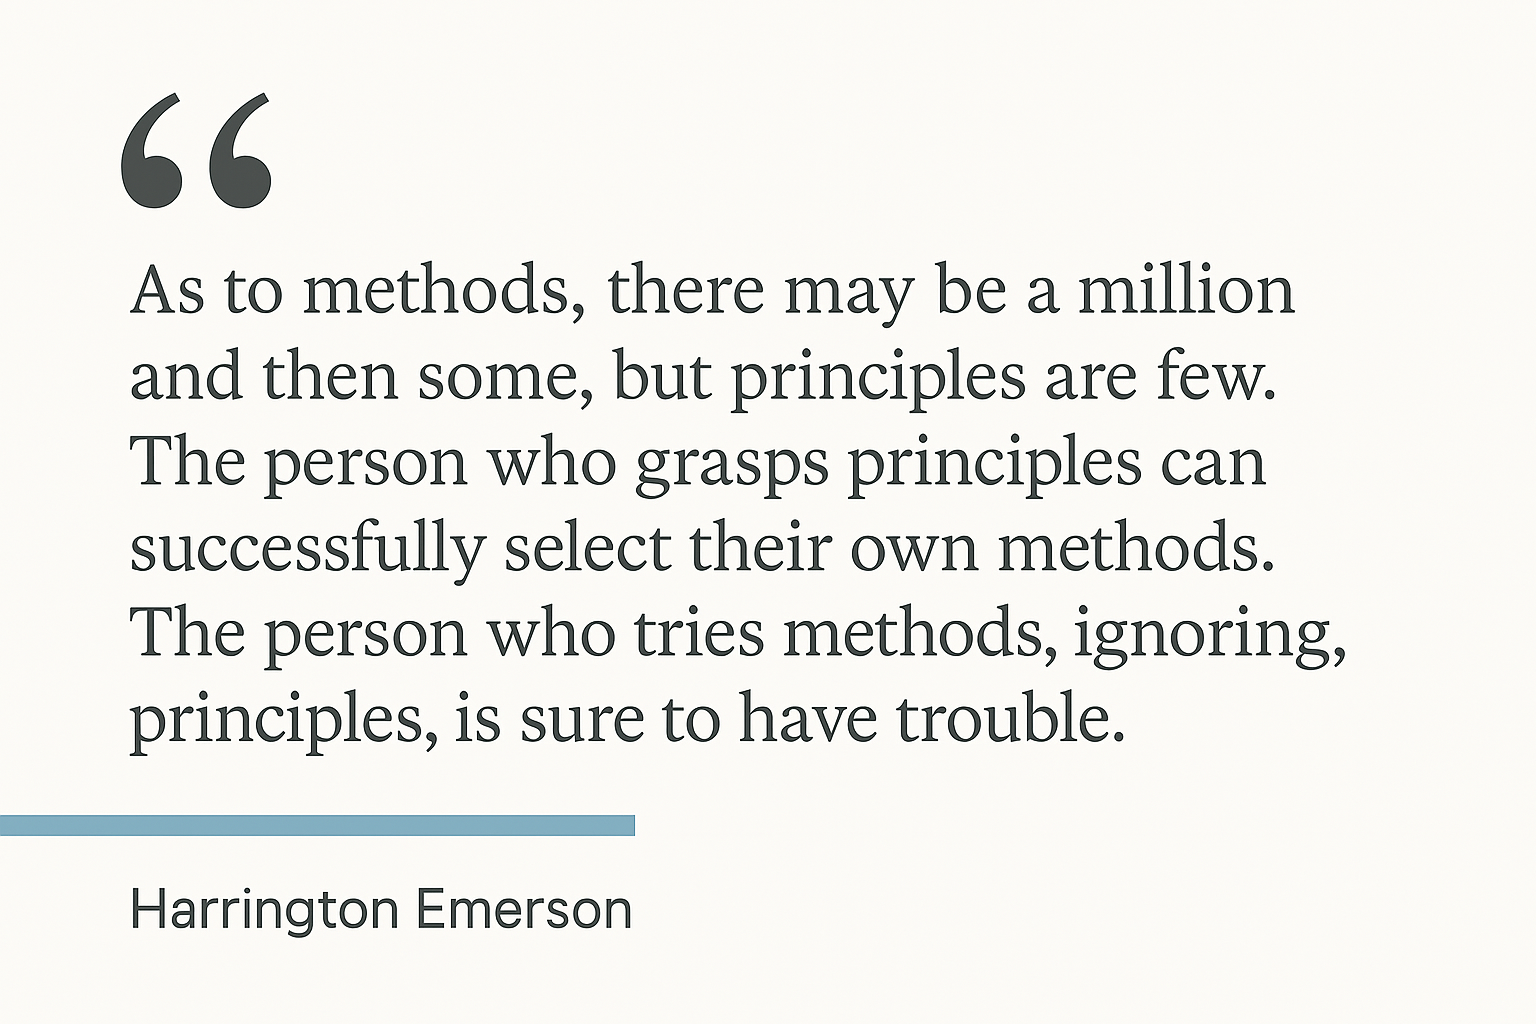 “
As to methods, there may be a million
and then some, but principles are few.
The person who grasps principles can
successfully select their own methods.
The person who tries methods, ignoring,
principles, is sure to have trouble.
Harrington Emerson